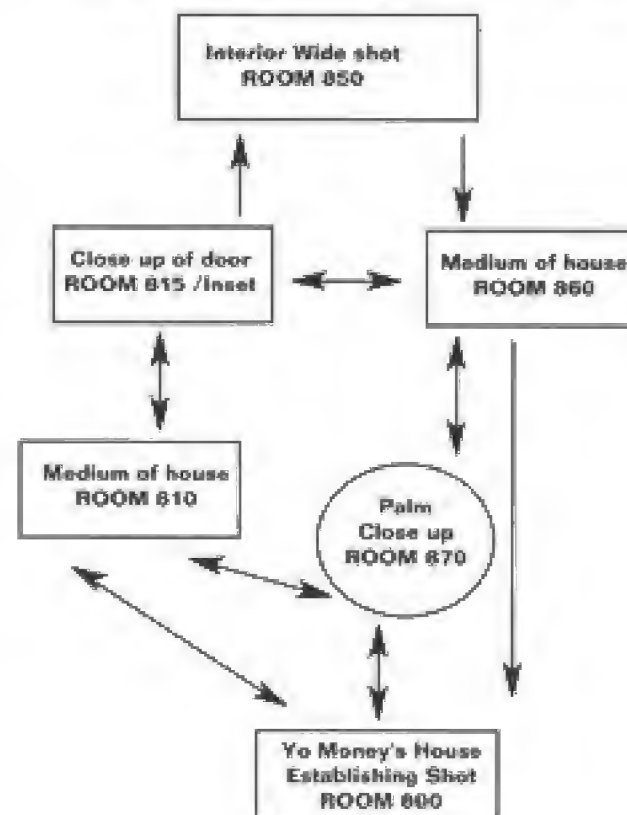 Interior Wide shot
ROOM 850
Close up of door
ROOM 815 /inset
Medium of house
ROOM 860
Medium of house
ROOM 810
Palm
Close up
ROOM 870
Yo Money's House
Establishing Shot
ROOM 800